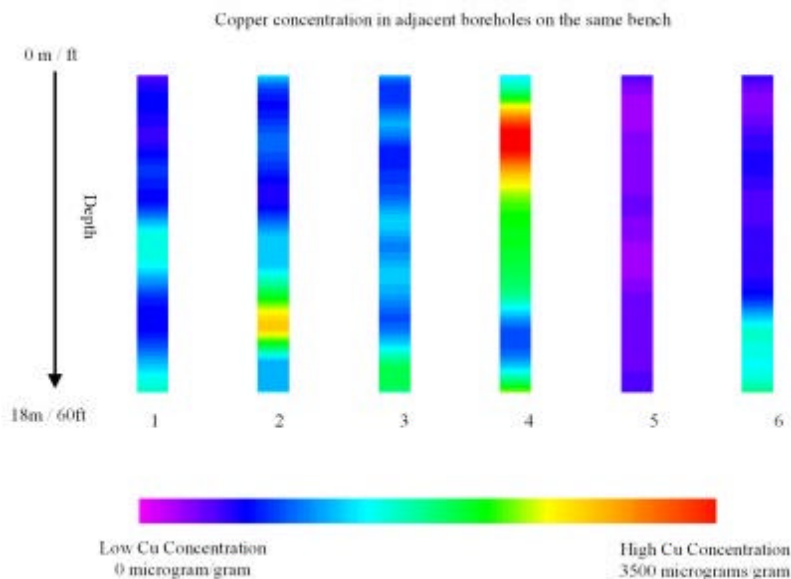 Copper concentration in adjacent boreholes on the same bench
0 m / ft
Depth
18m / 60ft
1 2 3 4 5 6
Low Cu Concentration
0 microgram/gram
High Cu Concentration
3500 micrograms/gram